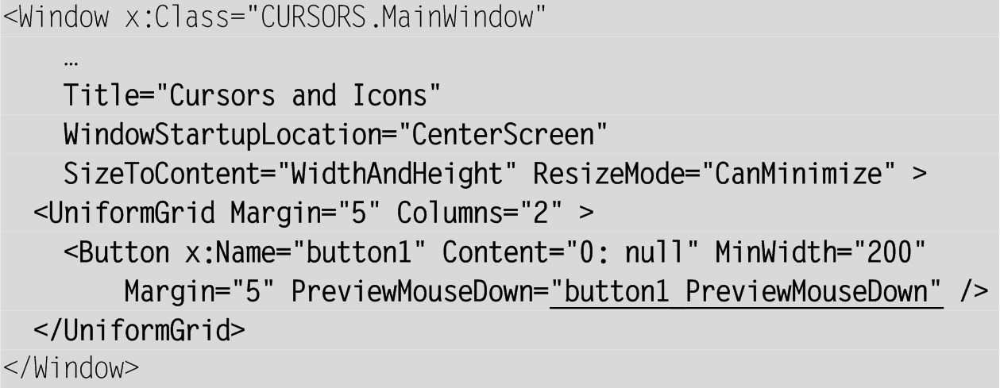 <Window x:Class="CURSORS.MainWindow"
…
Title="Cursors and Icons"
WindowStartupLocation="CenterScreen"
SizeToContent="WidthAndHeight" ResizeMode="CanMinimize" >
<UniformGrid Margin="5" Columns="2" >
<Button x:Name="button1" Content="0: null" MinWidth="200"
Margin="5" PreviewMouseDown="button1_PreviewMouseDown" />
</UniformGrid>
</Window>